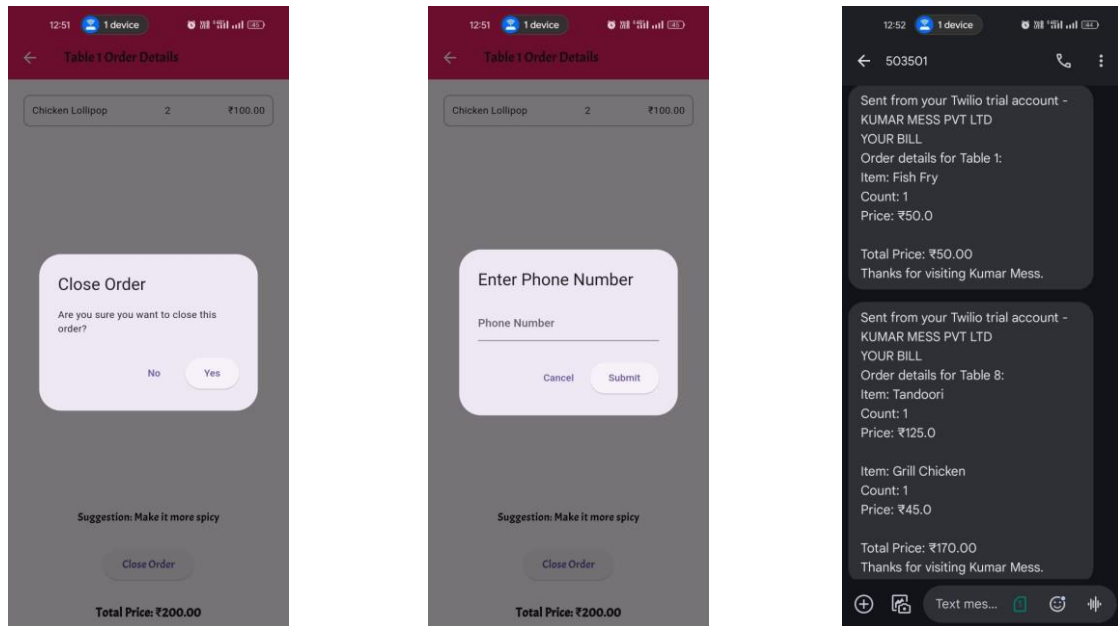 12:51 1 device 45
Table 1 Order Details
Chicken Lollipop 2 ₹100.00
Close Order
Are you sure you want to close this
order?
No Yes
Suggestion: Make it more spicy
Close Order
Total Price: ₹200.00
12:51 1 device 45
Table 1 Order Details
Chicken Lollipop 2 ₹100.00
Enter Phone Number
Phone Number
Cancel Submit
Suggestion: Make it more spicy
Close Order
Total Price: ₹200.00
12:52 1 device 44
503501
Sent from your Twilio trial account -
KUMAR MESS PVT LTD
YOUR BILL
Order details for Table 1:
Item: Fish Fry
Count: 1
Price: ₹50.0
Total Price: ₹50.00
Thanks for visiting Kumar Mess.
Sent from your Twilio trial account -
KUMAR MESS PVT LTD
YOUR BILL
Order details for Table 8:
Item: Tandoori
Count: 1
Price: ₹125.0
Item: Grill Chicken
Count: 1
Price: ₹45.0
Total Price: ₹170.00
Thanks for visiting Kumar Mess.
Text mes... 1